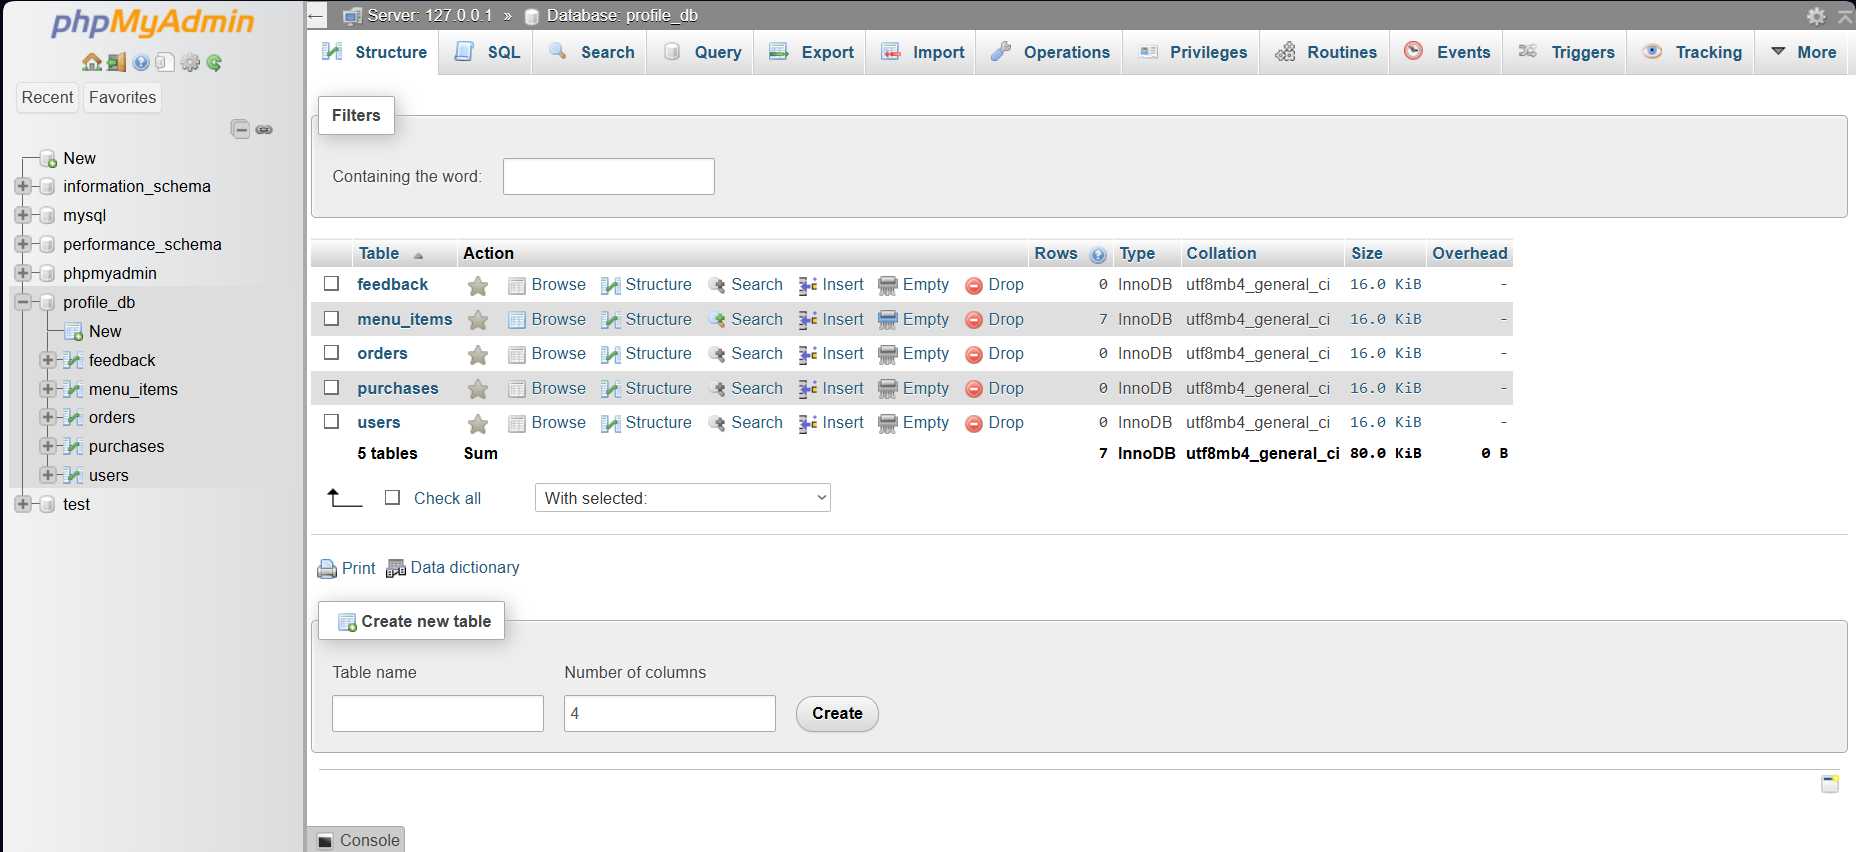 phpMyAdmin
Recent Favorites
New
information_schema
mysql
performance_schema
phpmyadmin
profile_db
New
feedback
menu_items
orders
purchases
users
test
Server: 127.0.0.1 » Database: profile_db
Structure SQL Search Query Export Import Operations Privileges Routines Events Triggers Tracking More
Filters
Containing the word:
Table Action Rows Type Collation Size Overhead
feedback Browse Structure Search Insert Empty Drop 0 InnoDB utf8mb4_general_ci 16.0 KiB -
menu_items Browse Structure Search Insert Empty Drop 7 InnoDB utf8mb4_general_ci 16.0 KiB -
orders Browse Structure Search Insert Empty Drop 0 InnoDB utf8mb4_general_ci 16.0 KiB -
purchases Browse Structure Search Insert Empty Drop 0 InnoDB utf8mb4_general_ci 16.0 KiB -
users Browse Structure Search Insert Empty Drop 0 InnoDB utf8mb4_general_ci 16.0 KiB -
5 tables Sum 7 InnoDB utf8mb4_general_ci 80.0 KiB 0 B
Check all With selected:
Print Data dictionary
Create new table
Table name Number of columns
4 Create
Console